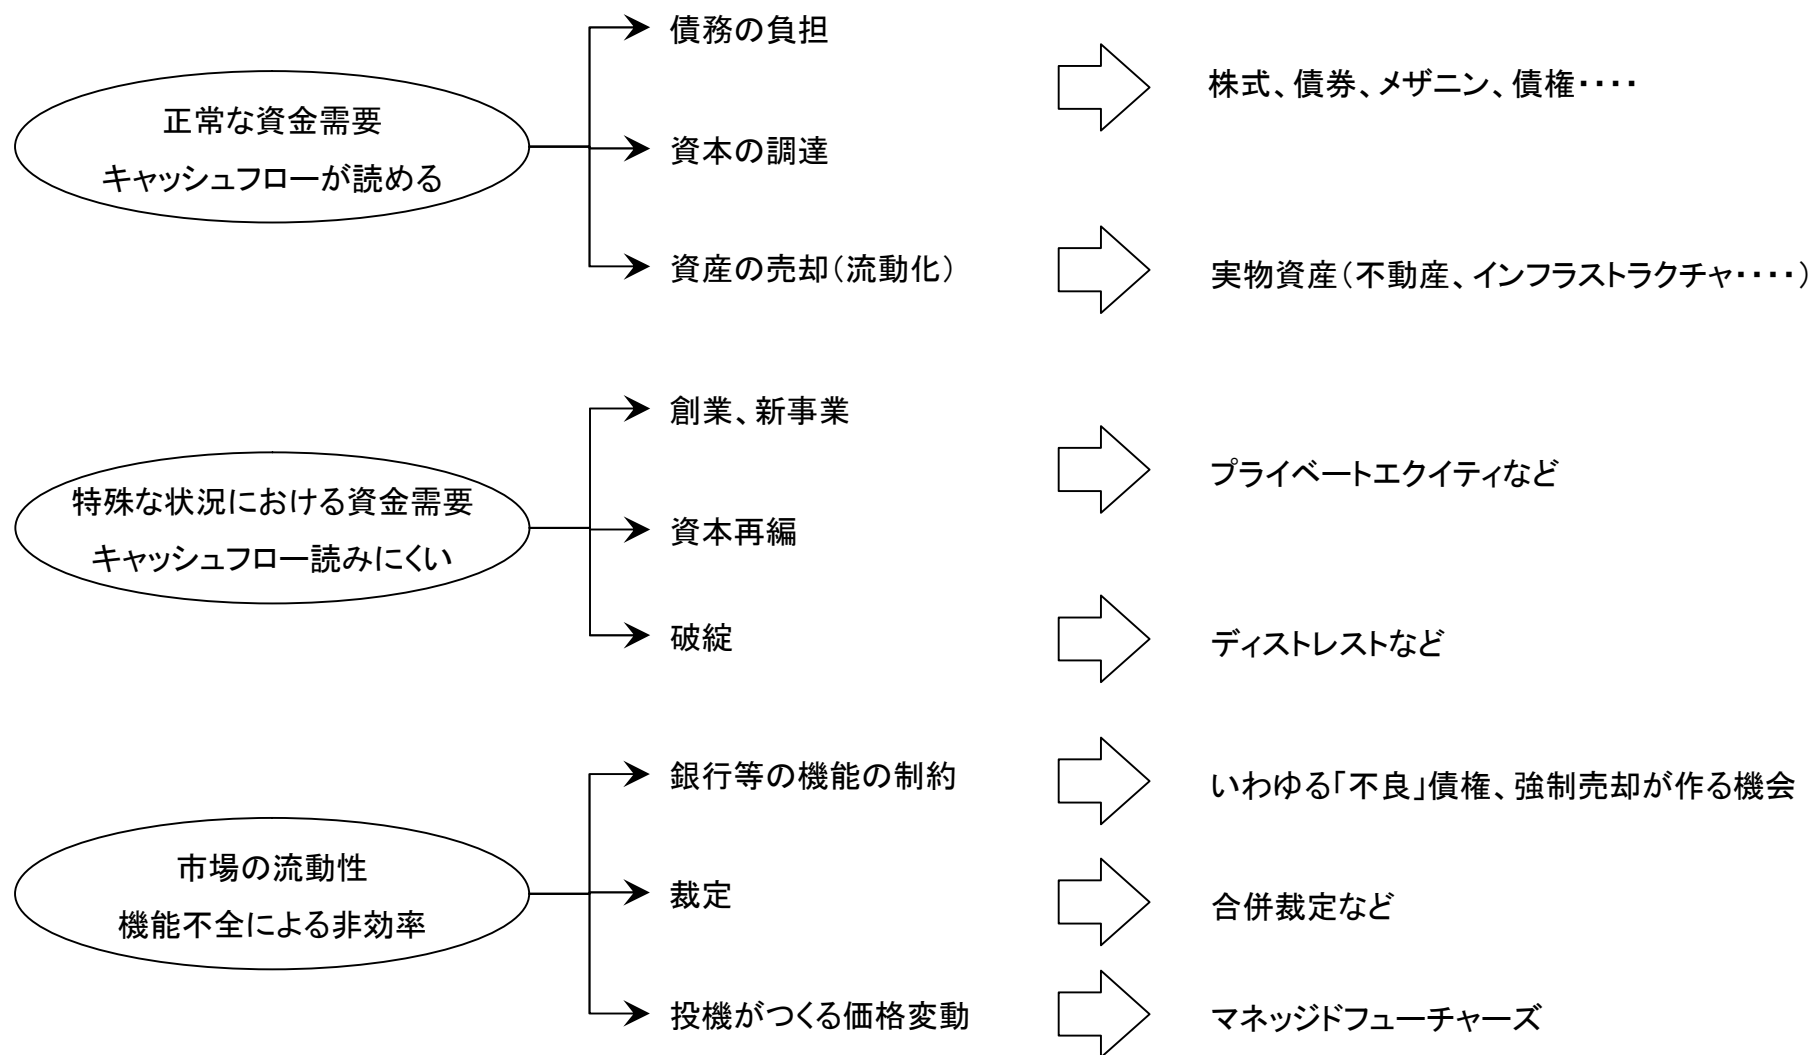 債務の負担
株式、債券、メザニン、債権・・・・
正常な資金需要
キャッシュフローが読める
資本の調達
資産の売却（流動化）
実物資産（不動産、インフラストラクチャ・・・・）
創業、新事業
プライベートエクイティなど
特殊な状況における資金需要
キャッシュフロー読みにくい
資本再編
破綻
ディストレストなど
銀行等の機能の制約
いわゆる「不良」債権、強制売却が作る機会
市場の流動性
機能不全による非効率
裁定
合併裁定など
投機がつくる価格変動
マネッジドフューチャーズ